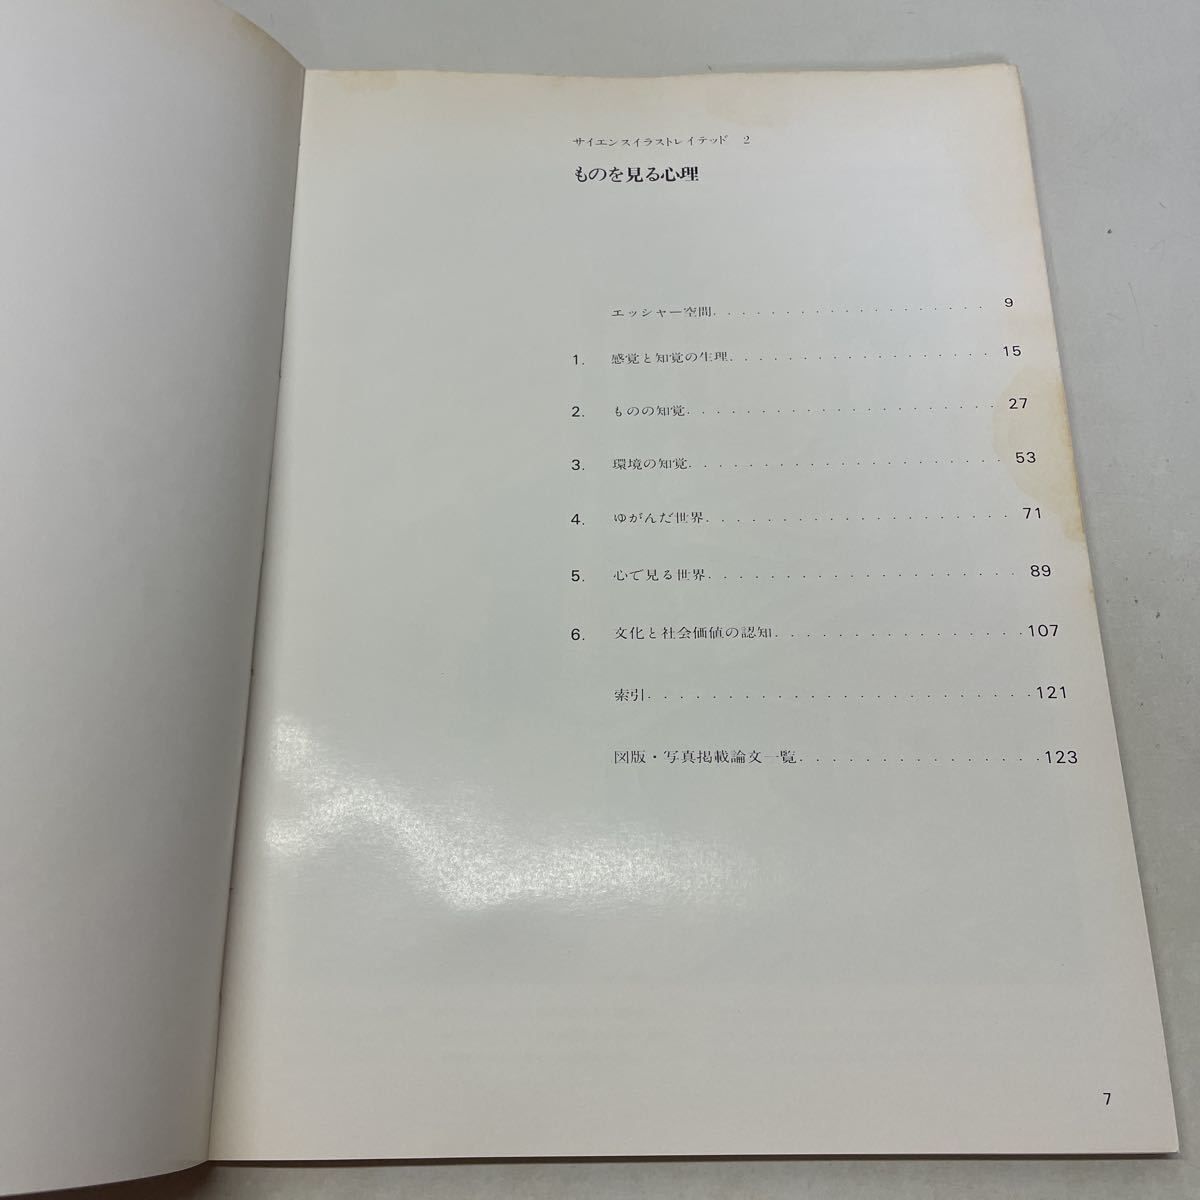 サイエンスイラストレイテッド 2
ものを見る心理
エッシャー空間 9
1. 感覚と知覚の生理 15
2. ものの知覚 27
3. 環境の知覚 53
4. ゆがんだ世界 71
5. 心で見る世界 89
6. 文化と社会価値の認知 107
索引 121
図版・写真掲載論文一覧 123
7